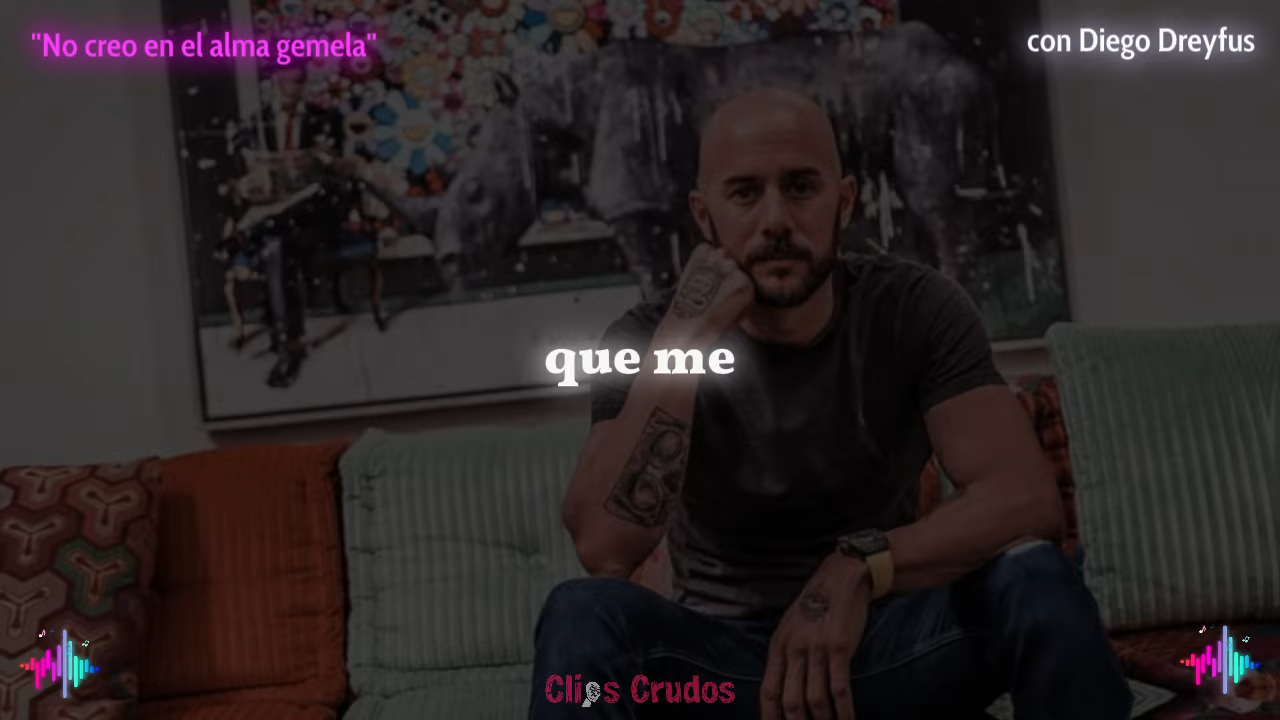 "No creo en el alma gemela"
con Diego Dreyfus
que me
Clips Crudos